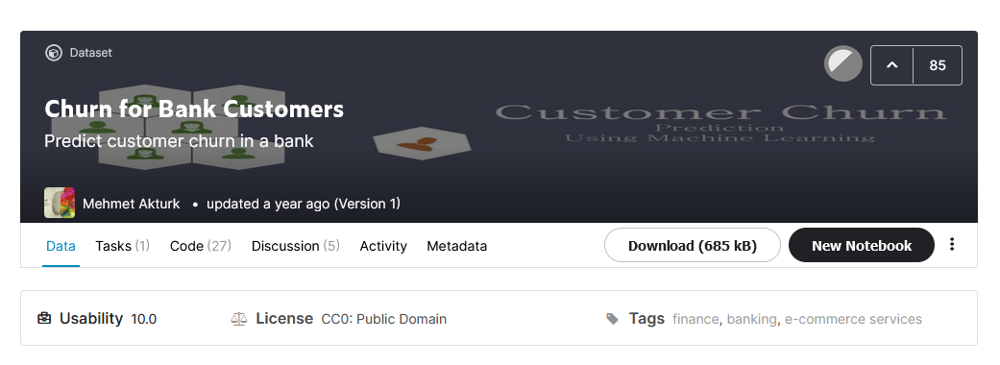 Dataset
85
Churn for Bank Customers
Predict customer churn in a bank
Customer Churn
Prediction
Using Machine Learning
Mehmet Akturk • updated a year ago (Version 1)
Data Tasks (1) Code (27) Discussion (5) Activity Metadata Download (685 kB) New Notebook
Usability 10.0 License CC0: Public Domain Tags finance, banking, e-commerce services